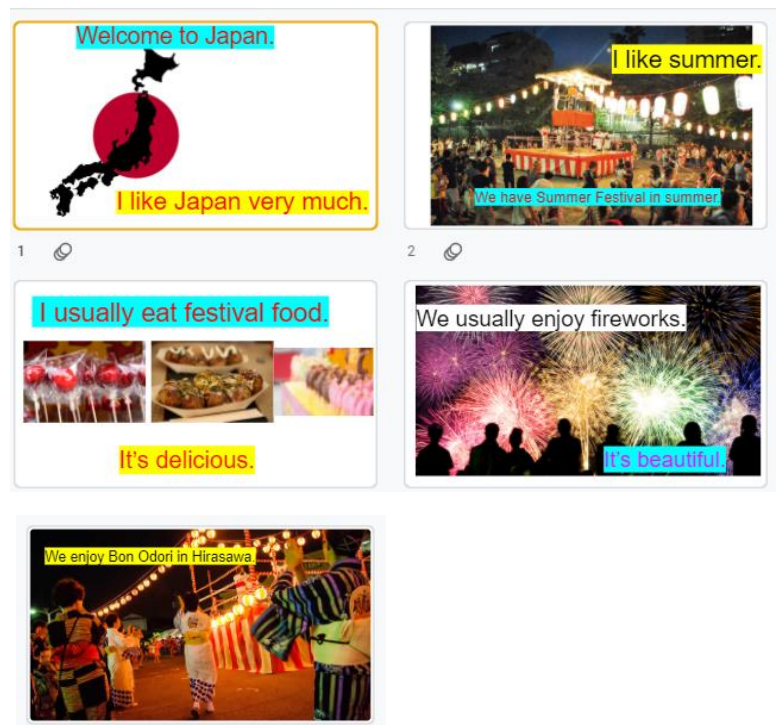 Welcome to Japan.
I like Japan very much.
1
I like summer.
We have Summer Festival in summer.
2
I usually eat festival food.
It's delicious.
We usually enjoy fireworks.
It's beautiful.
We enjoy Bon Odori in Hirasawa.